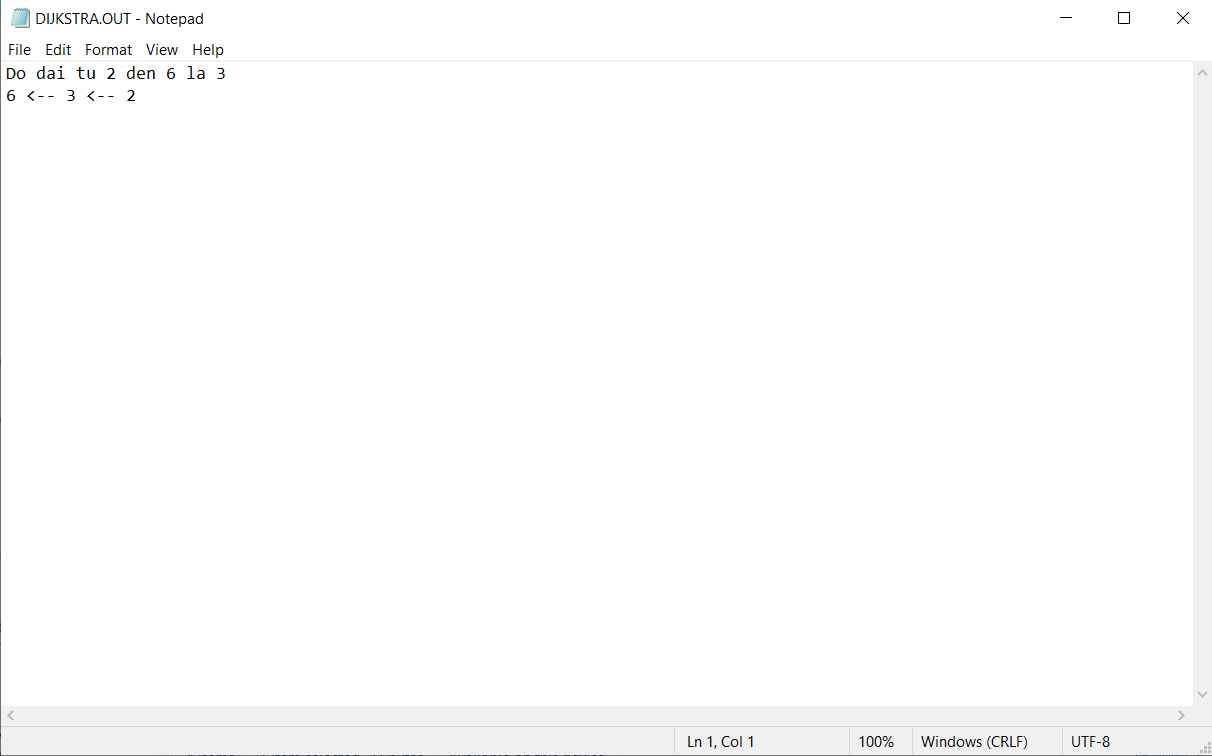 DIJKSTRA.OUT - Notepad
File Edit Format View Help
Do dai tu 2 den 6 la 3
6 <-- 3 <-- 2
Ln 1, Col 1 100% Windows (CRLF) UTF-8